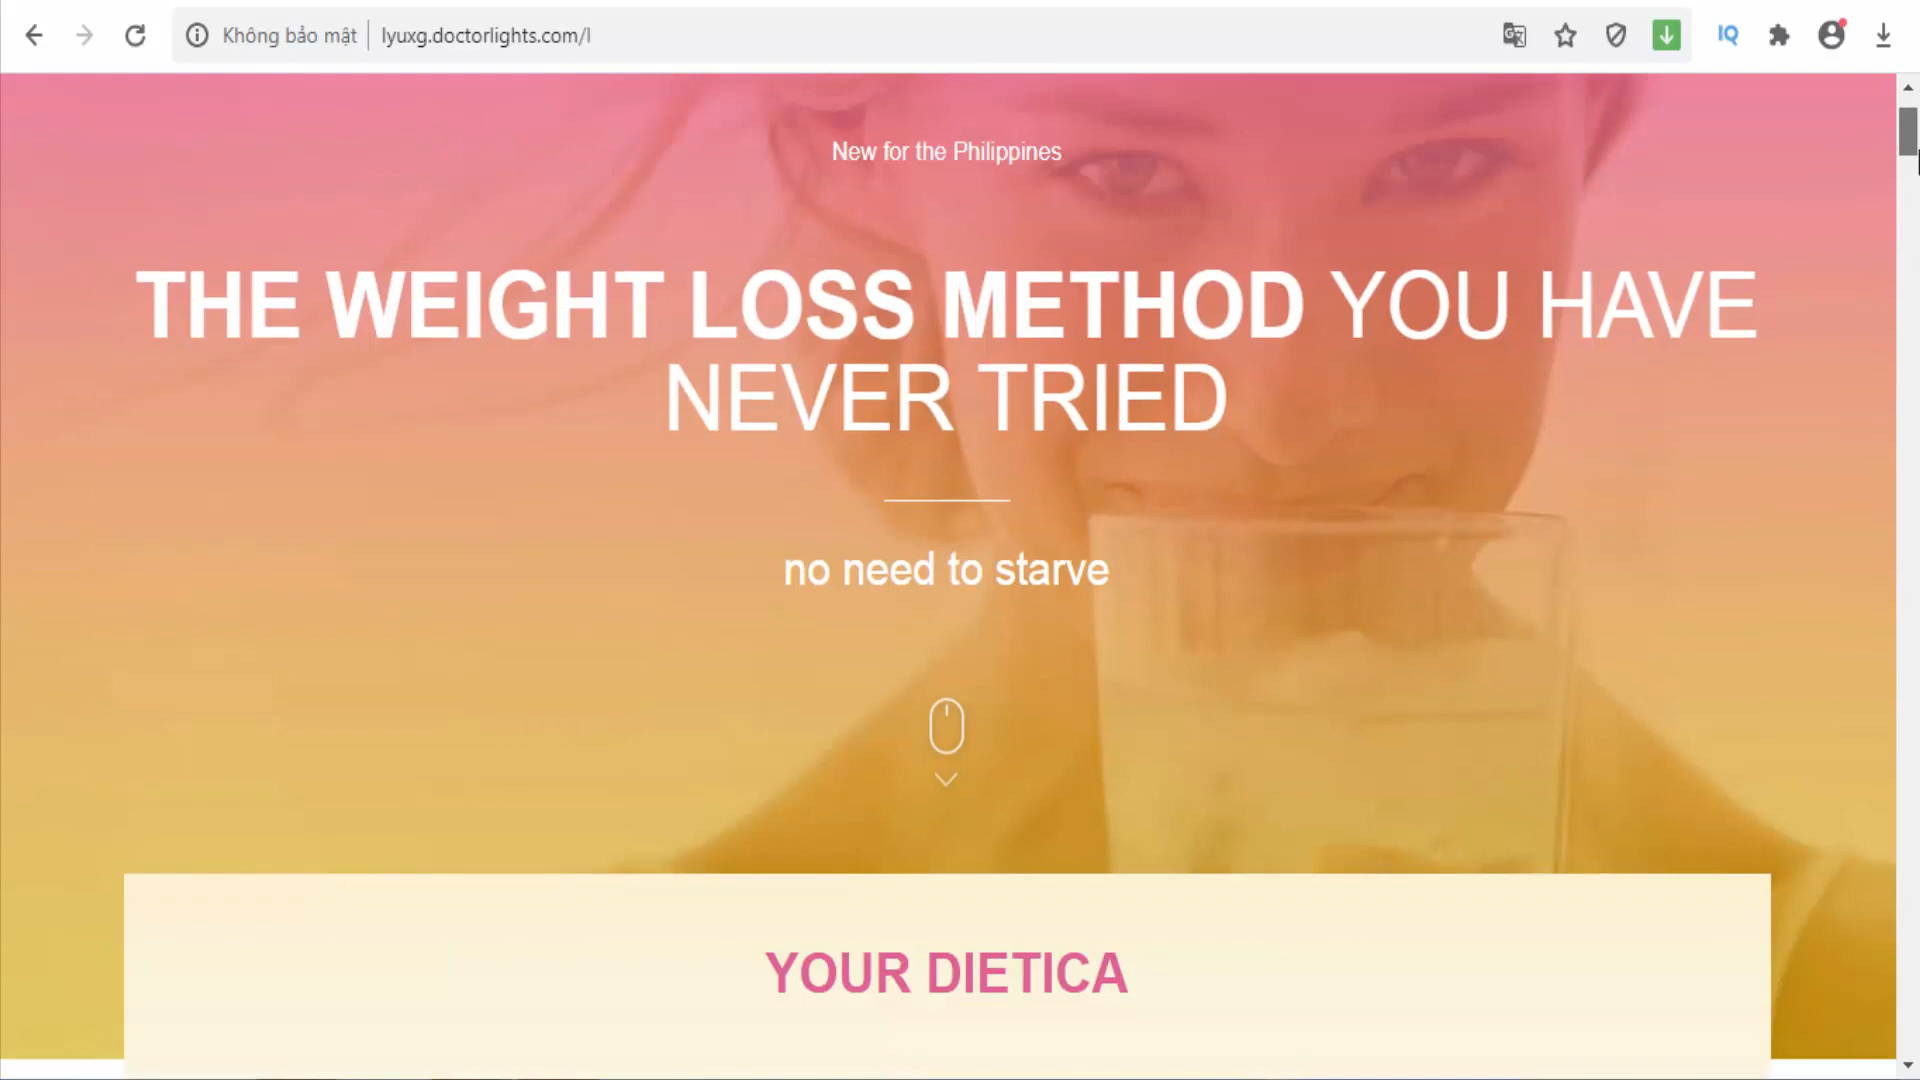 Không bảo mật lyuxg.doctorlights.com/l
IQ
New for the Philippines
THE WEIGHT LOSS METHOD YOU HAVE
NEVER TRIED
no need to starve
YOUR DIETICA